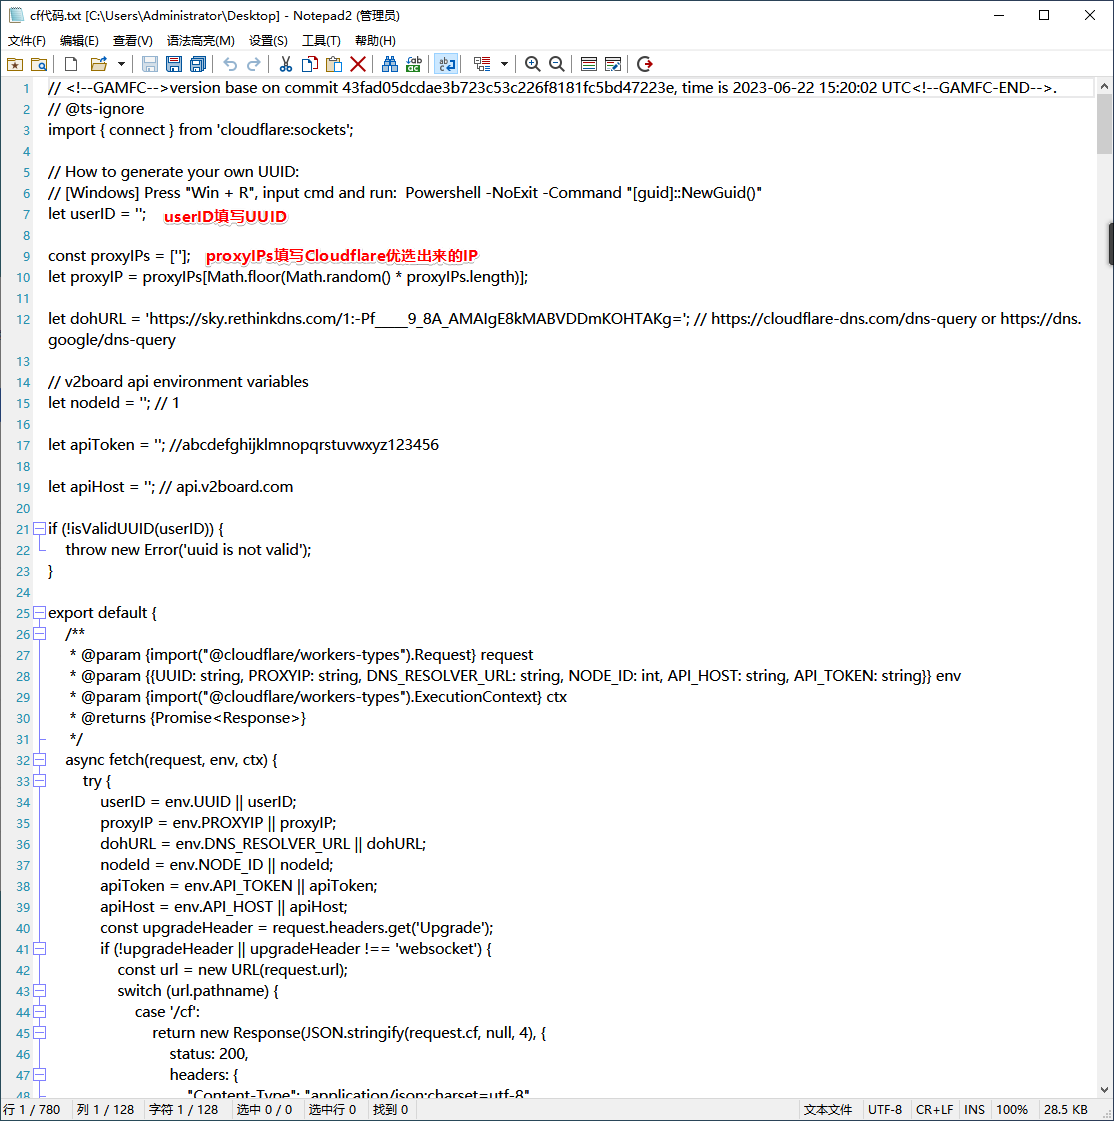 cf代码.txt [C:\Users\Administrator\Desktop] - Notepad2 (管理员)
文件(F) 编辑(E) 查看(V) 语法高亮(M) 设置(S) 工具(T) 帮助(H)
1 // <!--GAMFC-->version base on commit 43fad05dcdae3b723c53c226f8181fc5bd47223e, time is 2023-06-22 15:20:02 UTC<!--GAMFC-END-->.
2 // @ts-ignore
3 import { connect } from 'cloudflare:sockets';
4
5 // How to generate your own UUID:
6 // [Windows] Press "Win + R", input cmd and run:  Powershell -NoExit -Command "[guid]::NewGuid()"
7 let userID = ''; userID填写UUID
8
9 const proxyIPs = ['']; proxyIPs填写Cloudflare优选出来的IP
10 let proxyIP = proxyIPs[Math.floor(Math.random() * proxyIPs.length)];
11
12 let dohURL = 'https://sky.rethinkdns.com/1:-Pf____9_8A_AMAIgE8kMABVDDmKOHTAKg='; // https://cloudflare-dns.com/dns-query or https://dns.
google/dns-query
13
14 // v2board api environment variables
15 let nodeId = ''; // 1
16
17 let apiToken = ''; //abcdefghijklmnopqrstuvwxyz123456
18
19 let apiHost = ''; // api.v2board.com
20
21 if (!isValidUUID(userID)) {
22 throw new Error('uuid is not valid');
23 }
24
25 export default {
26 /**
27 * @param {import("@cloudflare/workers-types").Request} request
28 * @param {{UUID: string, PROXYIP: string, DNS_RESOLVER_URL: string, NODE_ID: int, API_HOST: string, API_TOKEN: string}} env
29 * @param {import("@cloudflare/workers-types").ExecutionContext} ctx
30 * @returns {Promise<Response>}
31 */
32 async fetch(request, env, ctx) {
33 try {
34 userID = env.UUID || userID;
35 proxyIP = env.PROXYIP || proxyIP;
36 dohURL = env.DNS_RESOLVER_URL || dohURL;
37 nodeId = env.NODE_ID || nodeId;
38 apiToken = env.API_TOKEN || apiToken;
39 apiHost = env.API_HOST || apiHost;
40 const upgradeHeader = request.headers.get('Upgrade');
41 if (!upgradeHeader || upgradeHeader !== 'websocket') {
42 const url = new URL(request.url);
43 switch (url.pathname) {
44 case '/cf':
45 return new Response(JSON.stringify(request.cf, null, 4), {
46 status: 200,
47 headers: {
48 "Content-Type": "application/json;charset=utf-8"
行 1 / 780 列 1 / 128 字符 1 / 128 选中 0 / 0 选中行 0 找到 0 文本文件 UTF-8 CR+LF INS 100% 28.5 KB